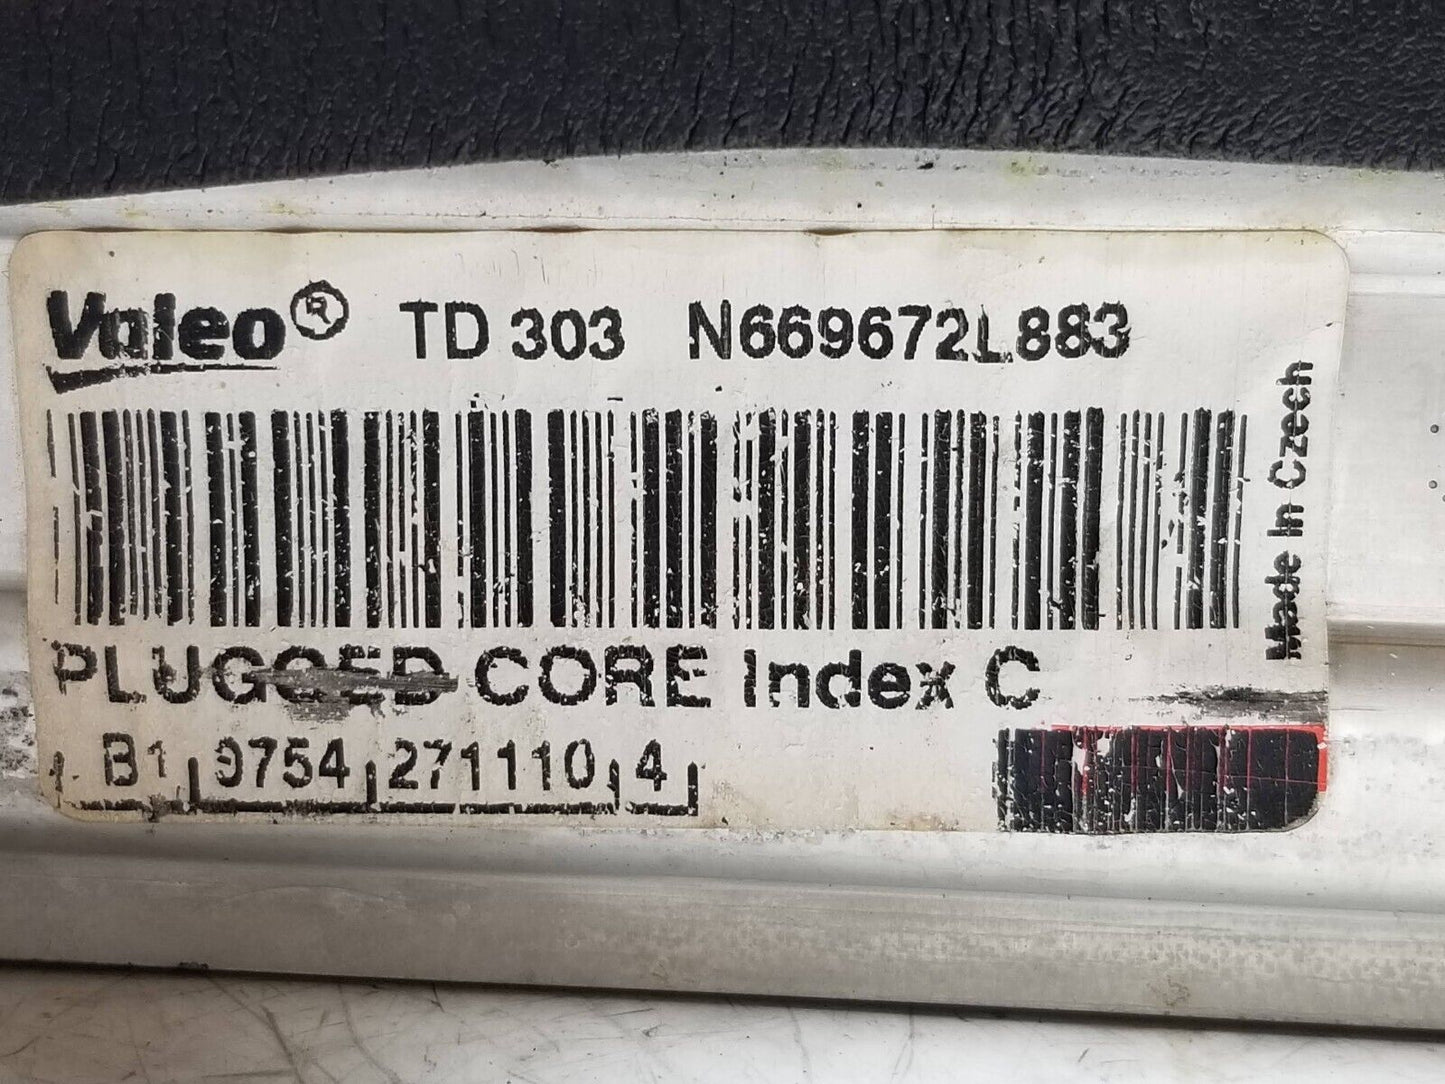 Valeo® TD 303 N669672L883
Made In Czech
PLUGGED CORE Index C
B1 9754 271110 4